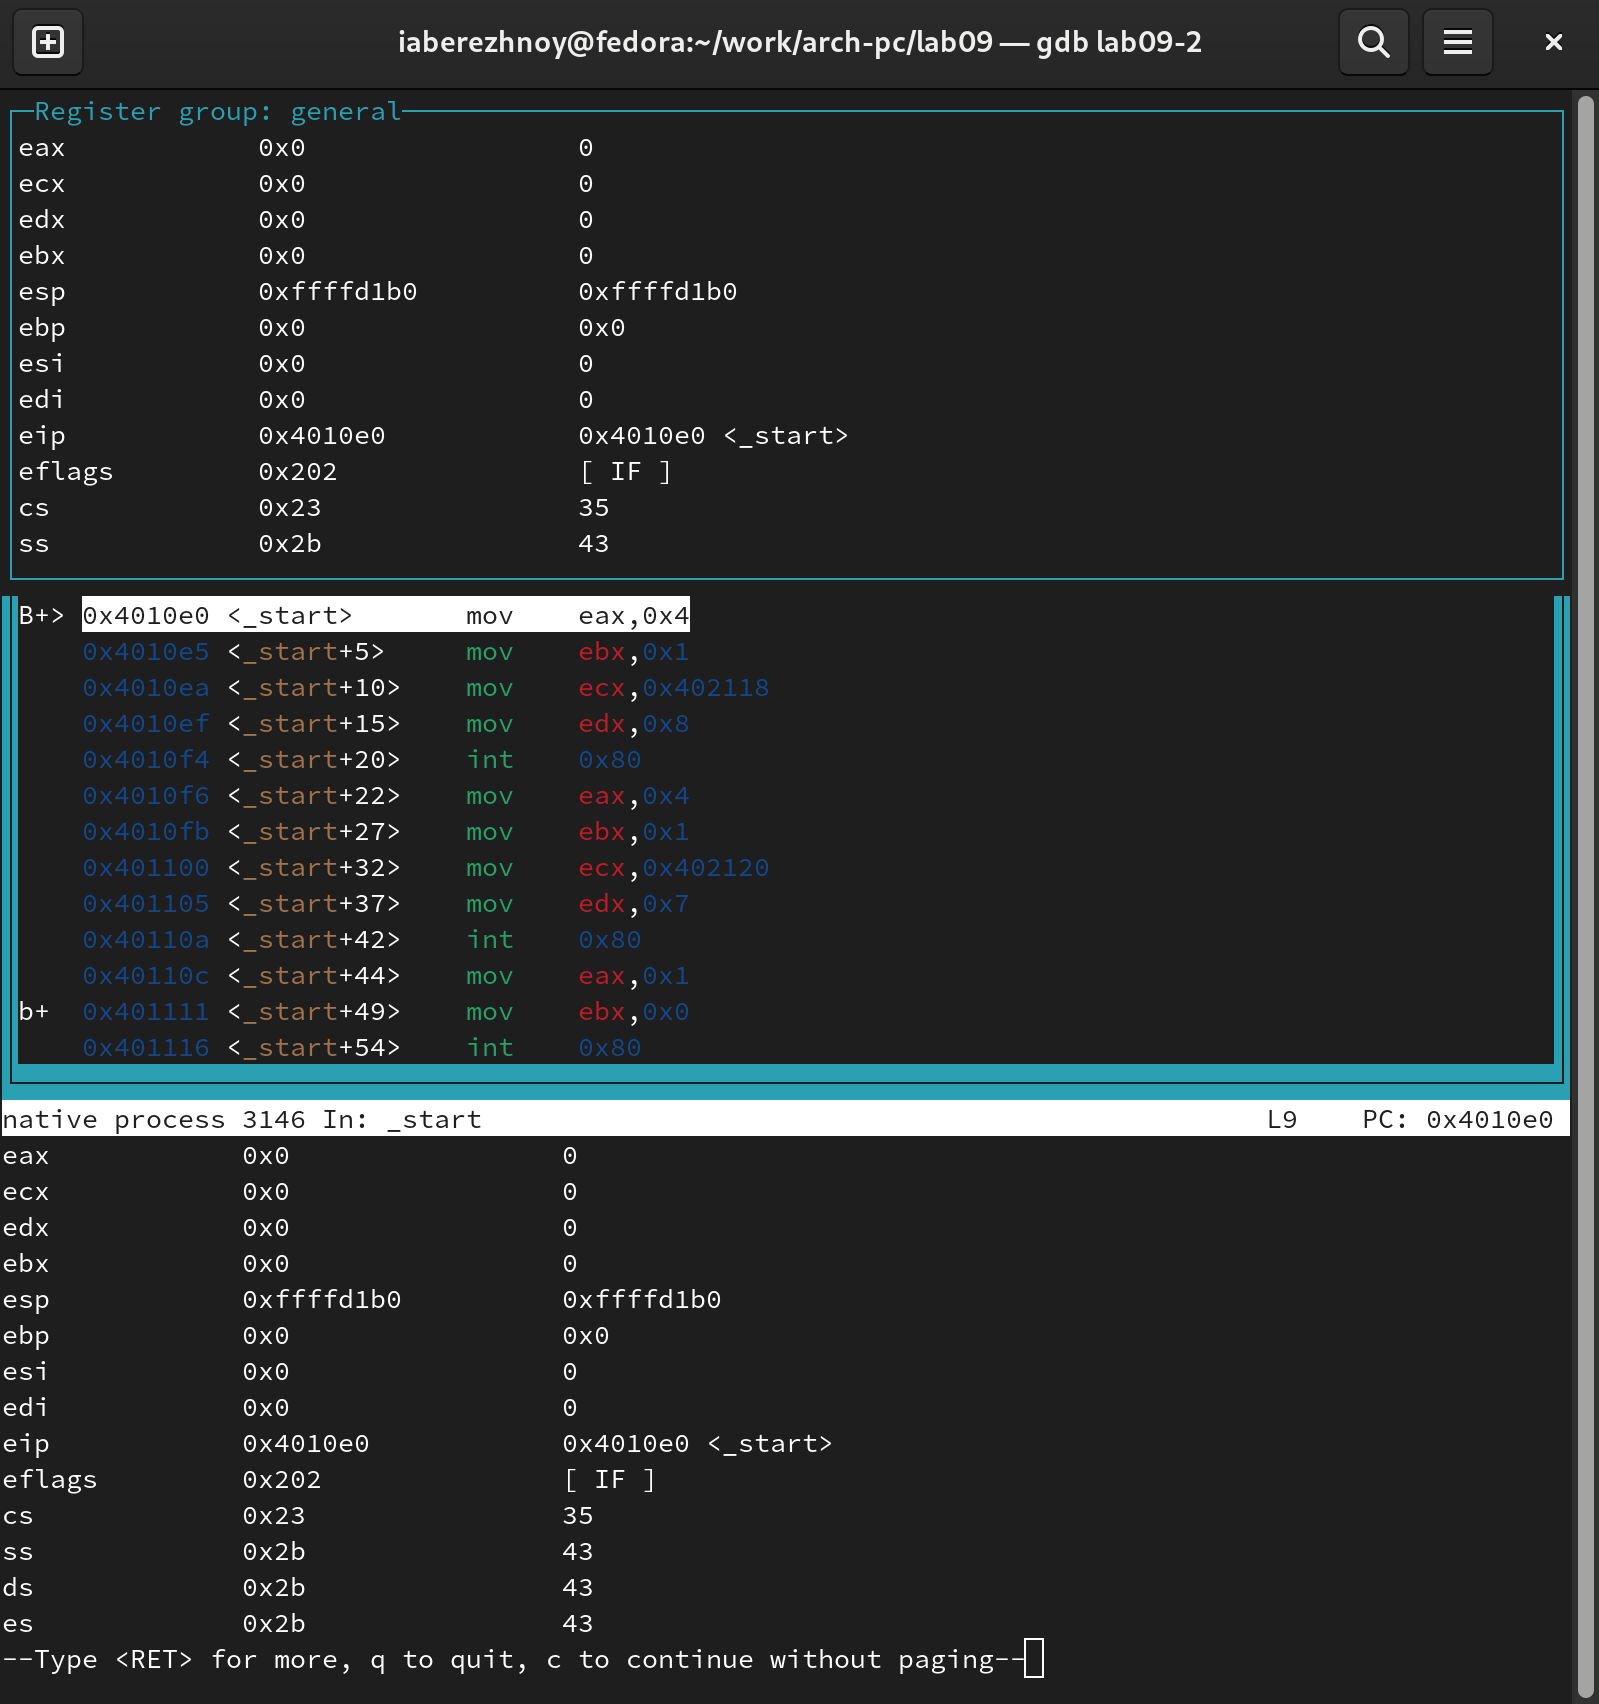 iaberezhnoy@fedora:~/work/arch-pc/lab09 — gdb lab09-2
Register group: general
eax 0x0 0
ecx 0x0 0
edx 0x0 0
ebx 0x0 0
esp 0xffffd1b0 0xffffd1b0
ebp 0x0 0x0
esi 0x0 0
edi 0x0 0
eip 0x4010e0 0x4010e0 <_start>
eflags 0x202 [ IF ]
cs 0x23 35
ss 0x2b 43
B+> 0x4010e0 <_start> mov eax,0x4
0x4010e5 <_start+5> mov ebx,0x1
0x4010ea <_start+10> mov ecx,0x402118
0x4010ef <_start+15> mov edx,0x8
0x4010f4 <_start+20> int 0x80
0x4010f6 <_start+22> mov eax,0x4
0x4010fb <_start+27> mov ebx,0x1
0x401100 <_start+32> mov ecx,0x402120
0x401105 <_start+37> mov edx,0x7
0x40110a <_start+42> int 0x80
0x40110c <_start+44> mov eax,0x1
b+ 0x401111 <_start+49> mov ebx,0x0
0x401116 <_start+54> int 0x80
native process 3146 In: _start L9 PC: 0x4010e0
eax 0x0 0
ecx 0x0 0
edx 0x0 0
ebx 0x0 0
esp 0xffffd1b0 0xffffd1b0
ebp 0x0 0x0
esi 0x0 0
edi 0x0 0
eip 0x4010e0 0x4010e0 <_start>
eflags 0x202 [ IF ]
cs 0x23 35
ss 0x2b 43
ds 0x2b 43
es 0x2b 43
--Type <RET> for more, q to quit, c to continue without paging--